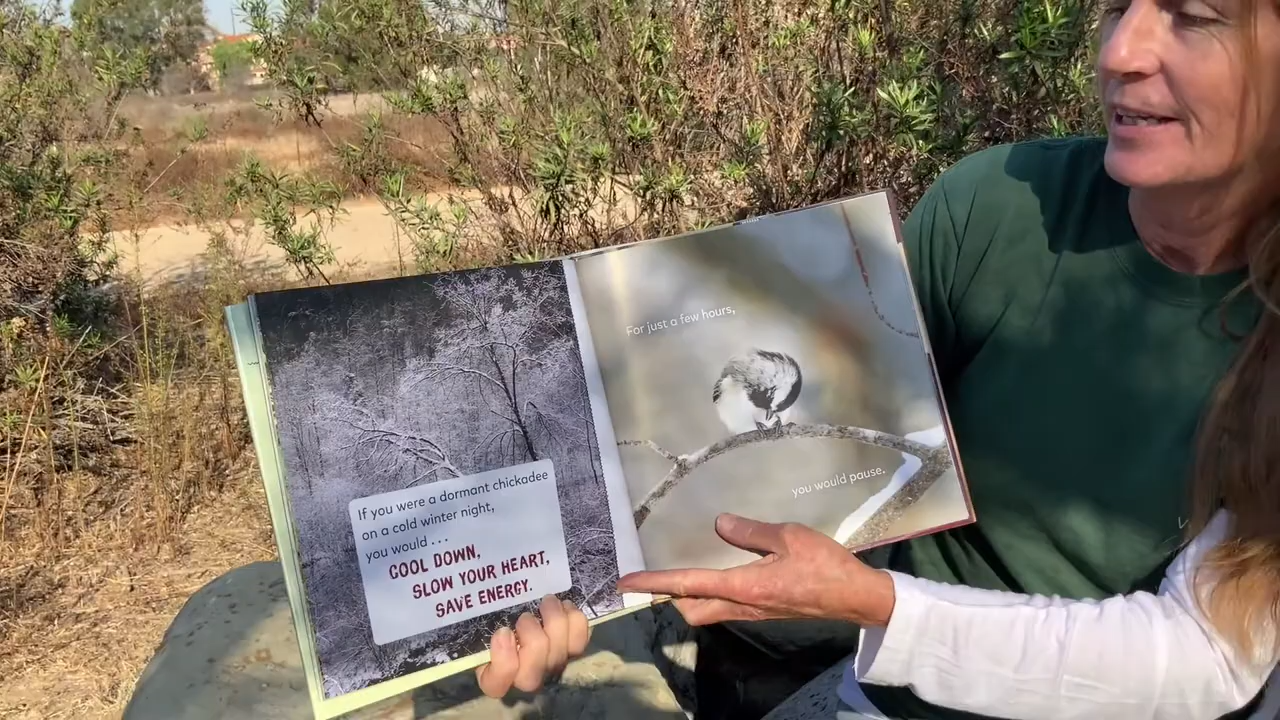 If you were a dormant chickadee
on a cold winter night,
you would . . .
COOL DOWN,
SLOW YOUR HEART,
SAVE ENERGY.
For just a few hours,
you would pause.